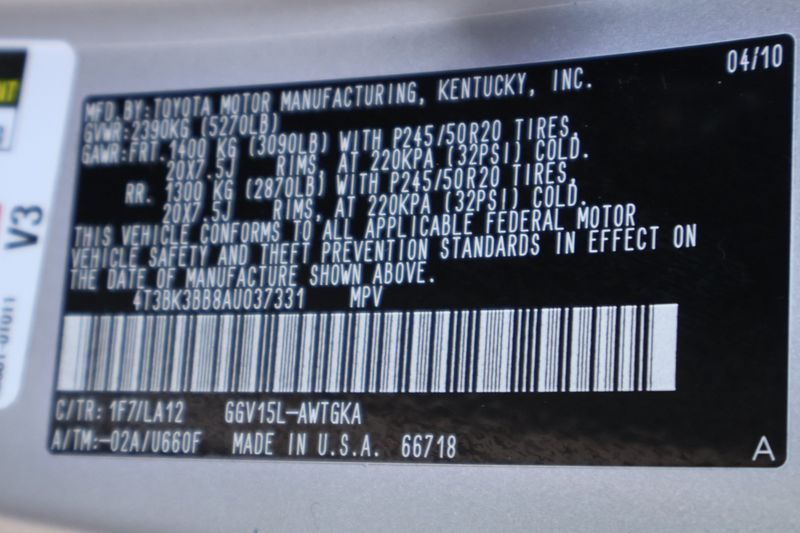 04/10
MFD.BY:TOYOTA MOTOR MANUFACTURING, KENTUCKY, INC.
GVWR:2390KG (5270LB)
GAWR:FRT.1400 KG (3090LB) WITH P245/50R20 TIRES,
20X7.5J RIMS, AT 220KPA (32PSI) COLD.
RR. 1300 KG (2870LB) WITH P245/50R20 TIRES,
20X7.5J RIMS, AT 220KPA (32PSI) COLD.
THIS VEHICLE CONFORMS TO ALL APPLICABLE FEDERAL MOTOR
VEHICLE SAFETY AND THEFT PREVENTION STANDARDS IN EFFECT ON
THE DATE OF MANUFACTURE SHOWN ABOVE.
4T3BK3BB8AU037331 MPV
C/TR: 1F7/LA12 GGV15L-AWTGKA
A/TM:-02A/U660F MADE IN U.S.A. 66718
A
V3